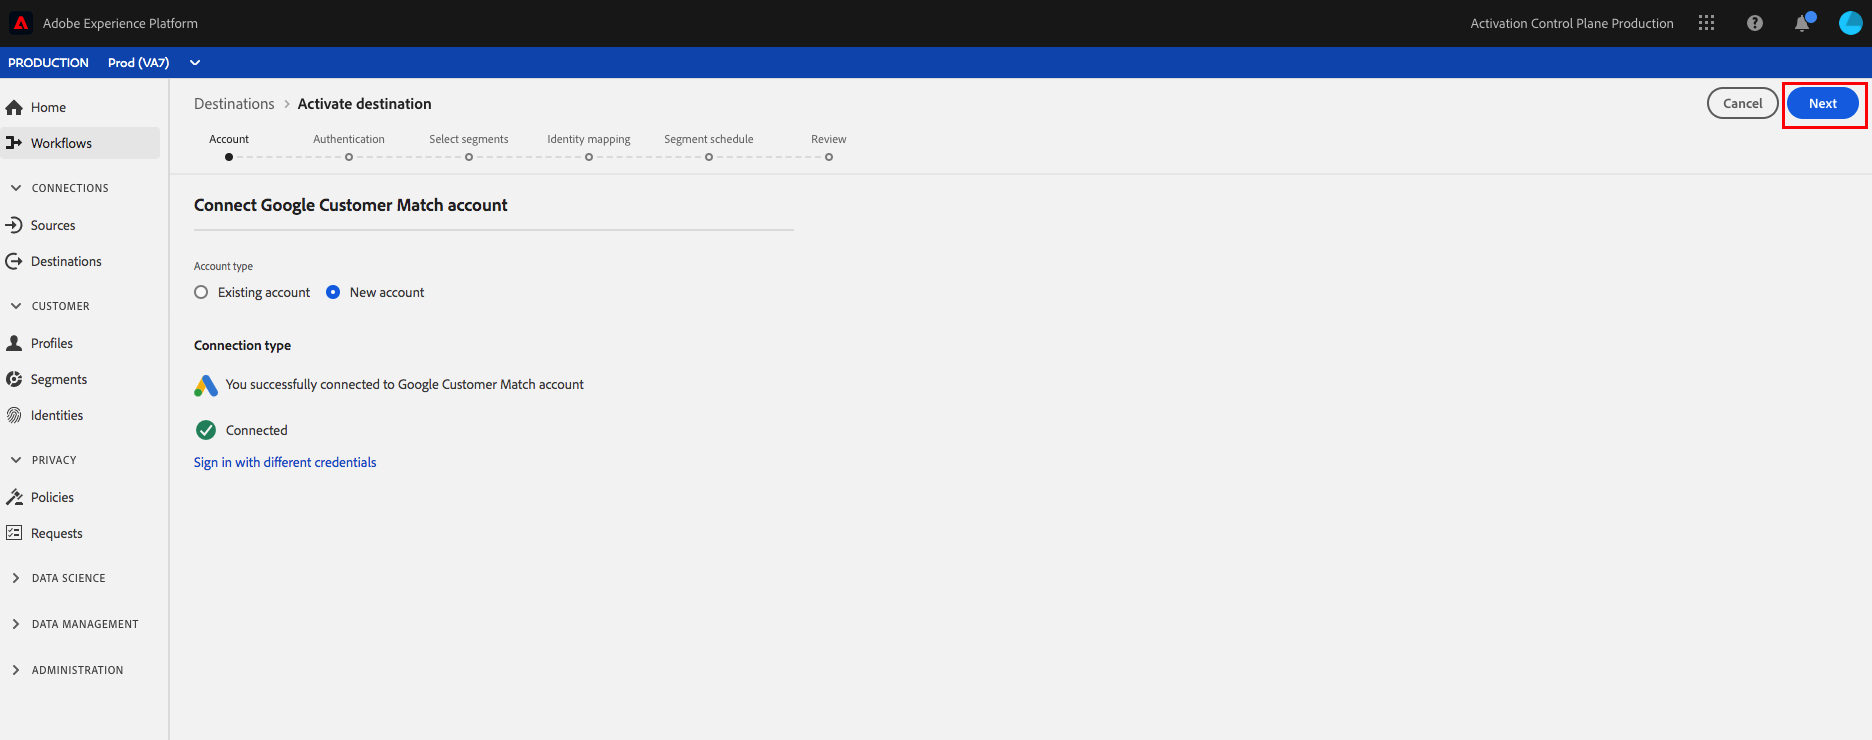 Adobe Experience Platform
Activation Control Plane Production
PRODUCTION Prod (VA7)
Home
Workflows
CONNECTIONS
Sources
Destinations
CUSTOMER
Profiles
Segments
Identities
PRIVACY
Policies
Requests
DATA SCIENCE
DATA MANAGEMENT
ADMINISTRATION
Destinations > Activate destination
Cancel Next
Account Authentication Select segments Identity mapping Segment schedule Review
Connect Google Customer Match account
Account type
Existing account New account
Connection type
You successfully connected to Google Customer Match account
Connected
Sign in with different credentials